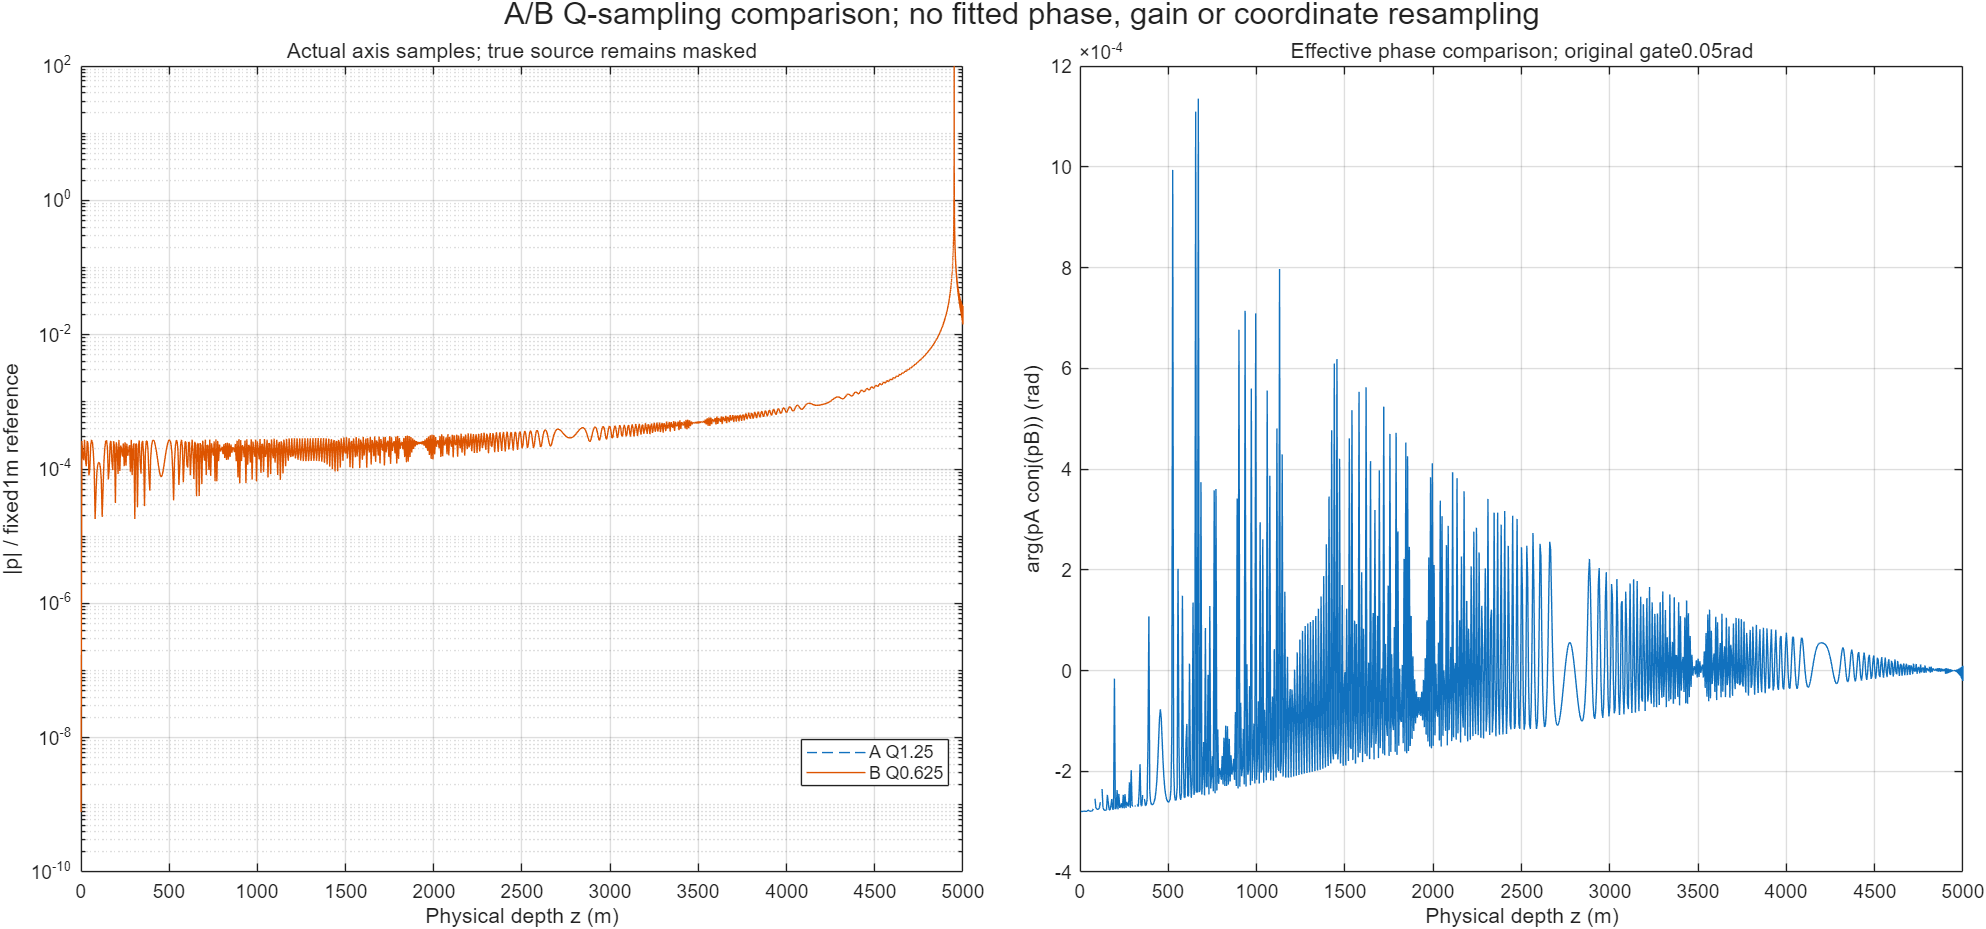 A/B Q-sampling comparison; no fitted phase, gain or coordinate resampling
Actual axis samples; true source remains masked
|p| / fixed1m reference
10^2
10^0
10^-2
10^-4
10^-6
10^-8
10^-10
A Q1.25
B Q0.625
0 500 1000 1500 2000 2500 3000 3500 4000 4500 5000
Physical depth z (m)
Effective phase comparison; original gate0.05rad
×10^-4
arg(pA conj(pB)) (rad)
12
10
8
6
4
2
0
-2
-4
0 500 1000 1500 2000 2500 3000 3500 4000 4500 5000
Physical depth z (m)